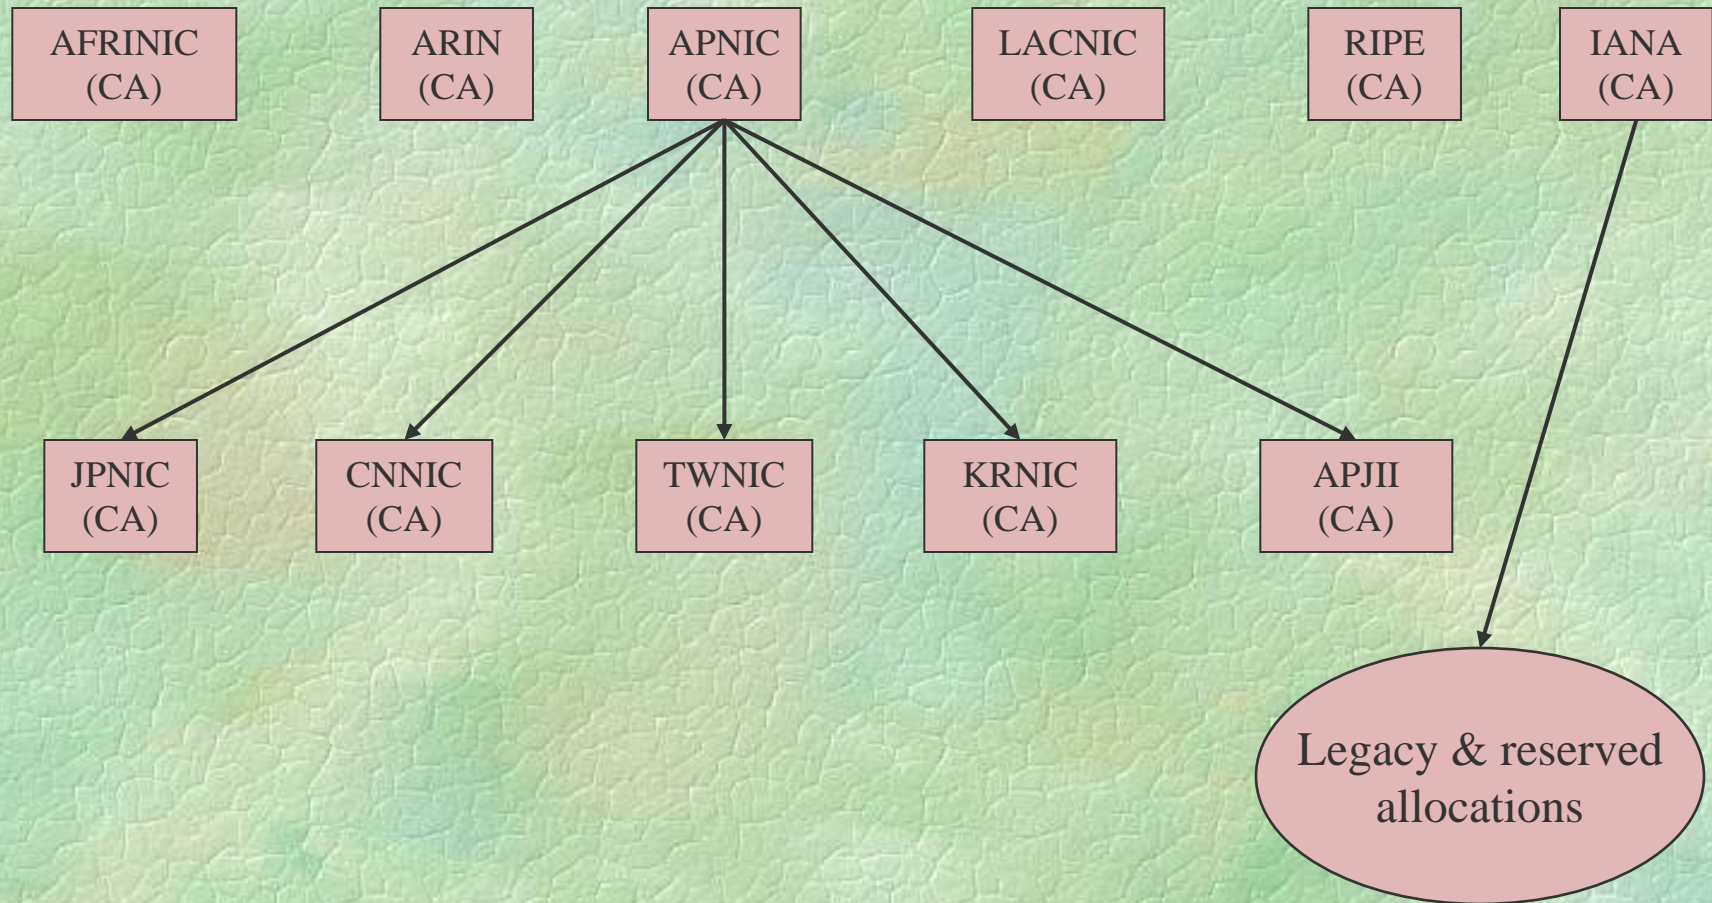 AFRINIC
(CA)
ARIN
(CA)
APNIC
(CA)
LACNIC
(CA)
RIPE
(CA)
IANA
(CA)
JPNIC
(CA)
CNNIC
(CA)
TWNIC
(CA)
KRNIC
(CA)
APJII
(CA)
Legacy & reserved
allocations